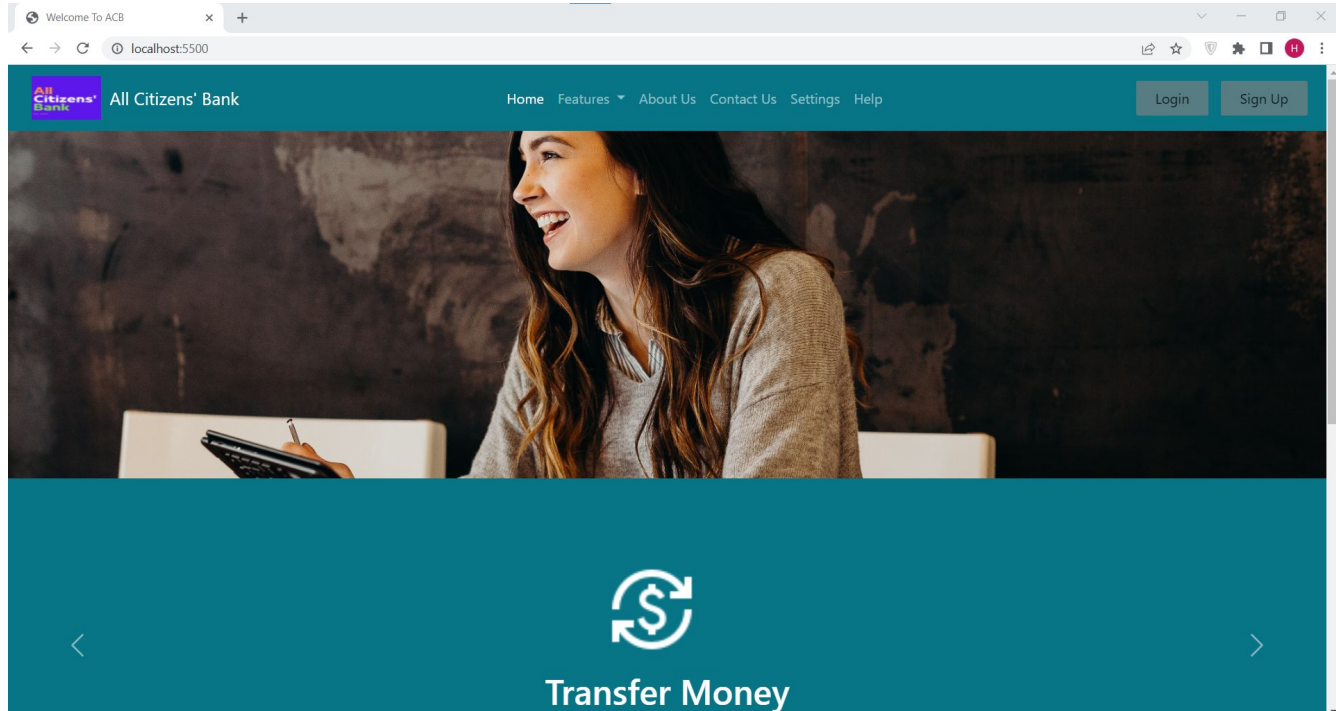 Welcome To ACB
localhost:5500
H
All
Citizens'
Bank
All Citizens' Bank
Home Features About Us Contact Us Settings Help
Login Sign Up
Transfer Money